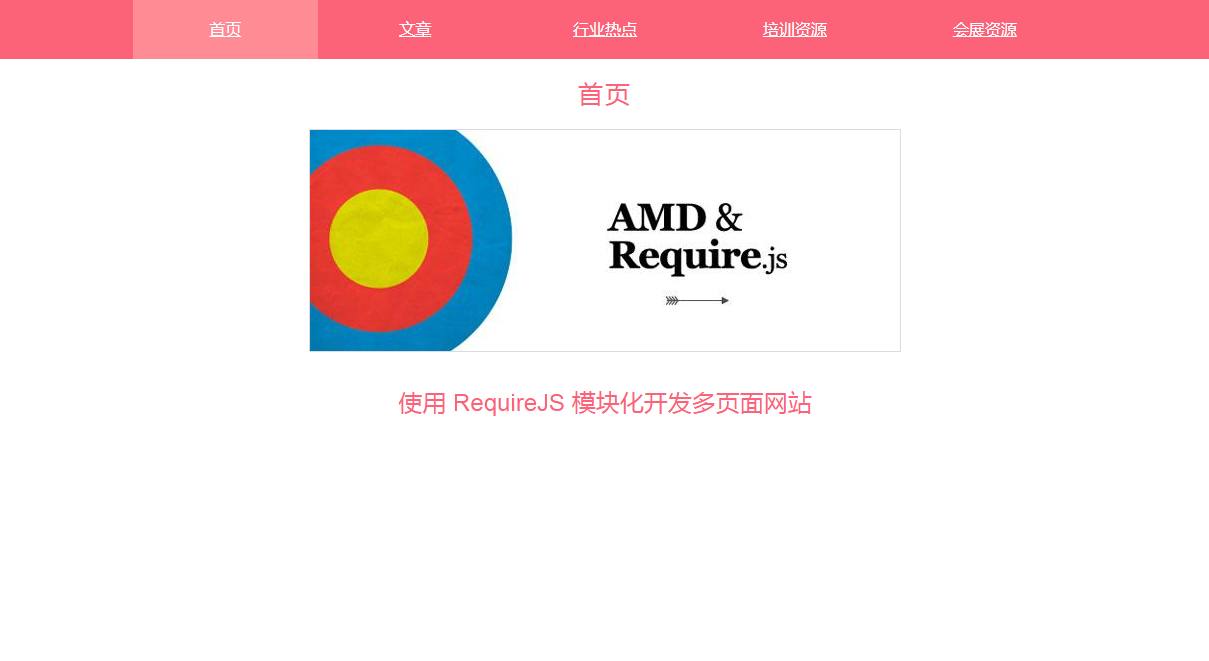 首页 文章 行业热点 培训资源 会展资源
首页
AMD &
Require.js
使用 RequireJS 模块化开发多页面网站